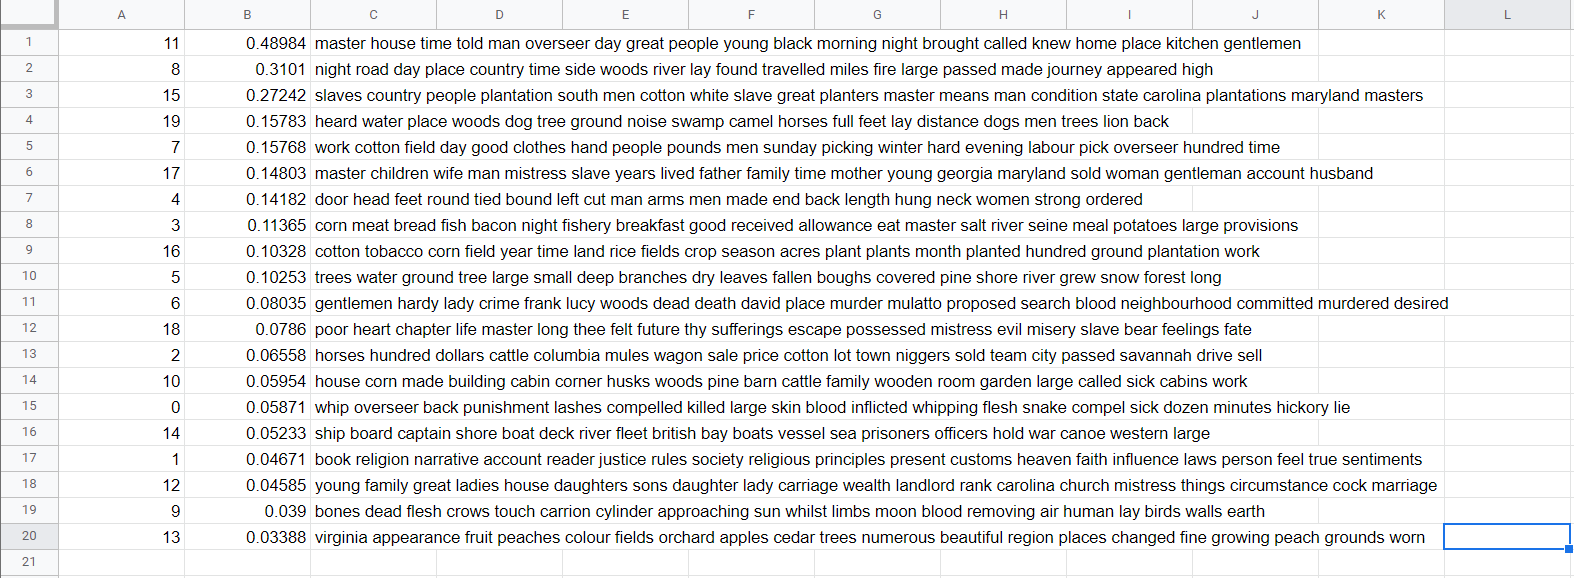 A B C D E F G H I J K L
1 11 0.48984 master house time told man overseer day great people young black morning night brought called knew home place kitchen gentlemen
2 8 0.3101 night road day place country time side woods river lay found travelled miles fire large passed made journey appeared high
3 15 0.27242 slaves country people plantation south men cotton white slave great planters master means man condition state carolina plantations maryland masters
4 19 0.15783 heard water place woods dog tree ground noise swamp camel horses full feet lay distance dogs men trees lion back
5 7 0.15768 work cotton field day good clothes hand people pounds men sunday picking winter hard evening labour pick overseer hundred time
6 17 0.14803 master children wife man mistress slave years lived father family time mother young georgia maryland sold woman gentleman account husband
7 4 0.14182 door head feet round tied bound left cut man arms men made end back length hung neck women strong ordered
8 3 0.11365 corn meat bread fish bacon night fishery breakfast good received allowance eat master salt river seine meal potatoes large provisions
9 16 0.10328 cotton tobacco corn field year time land rice fields crop season acres plant plants month planted hundred ground plantation work
10 5 0.10253 trees water ground tree large small deep branches dry leaves fallen boughs covered pine shore river grew snow forest long
11 6 0.08035 gentlemen hardy lady crime frank lucy woods dead death david place murder mulatto proposed search blood neighbourhood committed murdered desired
12 18 0.0786 poor heart chapter life master long thee felt future thy sufferings escape possessed mistress evil misery slave bear feelings fate
13 2 0.06558 horses hundred dollars cattle columbia mules wagon sale price cotton lot town niggers sold team city passed savannah drive sell
14 10 0.05954 house corn made building cabin corner husks woods pine barn cattle family wooden room garden large called sick cabins work
15 0 0.05871 whip overseer back punishment lashes compelled killed large skin blood inflicted whipping flesh snake compel sick dozen minutes hickory lie
16 14 0.05233 ship board captain shore boat deck river fleet british bay boats vessel sea prisoners officers hold war canoe western large
17 1 0.04671 book religion narrative account reader justice rules society religious principles present customs heaven faith influence laws person feel true sentiments
18 12 0.04585 young family great ladies house daughters sons daughter lady carriage wealth landlord rank carolina church mistress things circumstance cock marriage
19 9 0.039 bones dead flesh crows touch carrion cylinder approaching sun whilst limbs moon blood removing air human lay birds walls earth
20 13 0.03388 virginia appearance fruit peaches colour fields orchard apples cedar trees numerous beautiful region places changed fine growing peach grounds worn
21